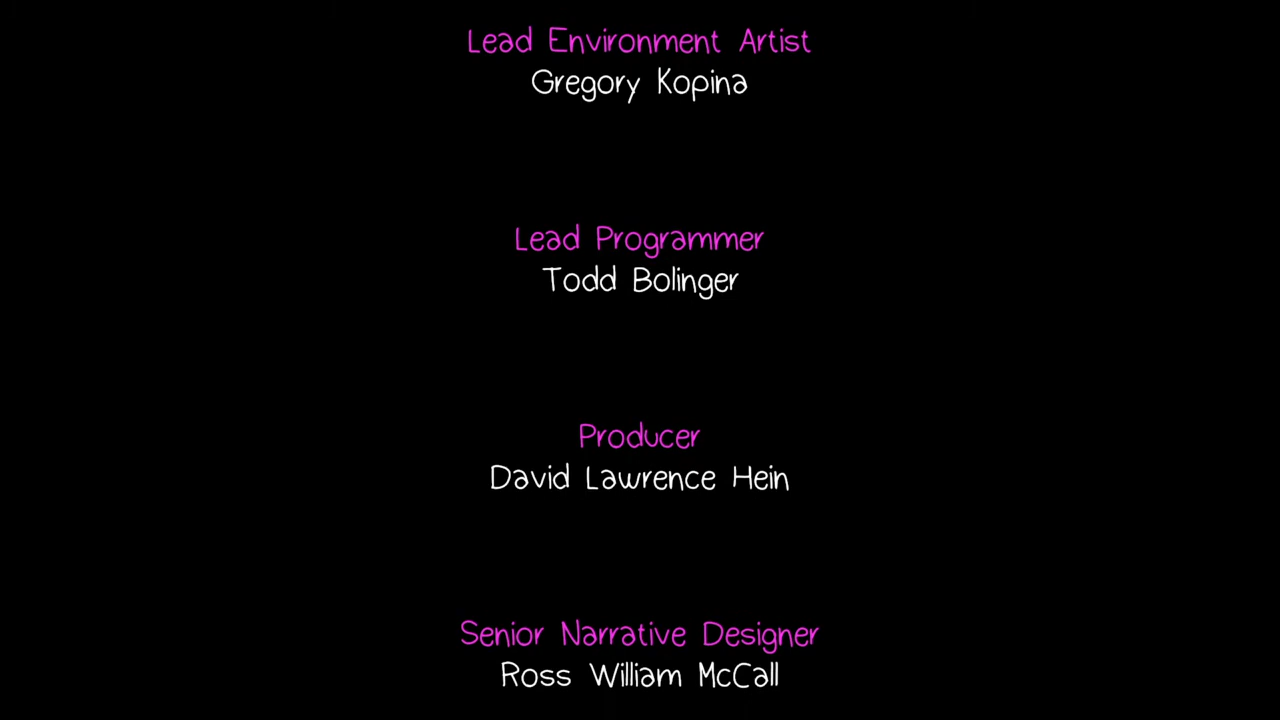 Lead Environment Artist
Gregory Kopina
Lead Programmer
Todd Bolinger
Producer
David Lawrence Hein
Senior Narrative Designer
Ross William McCall